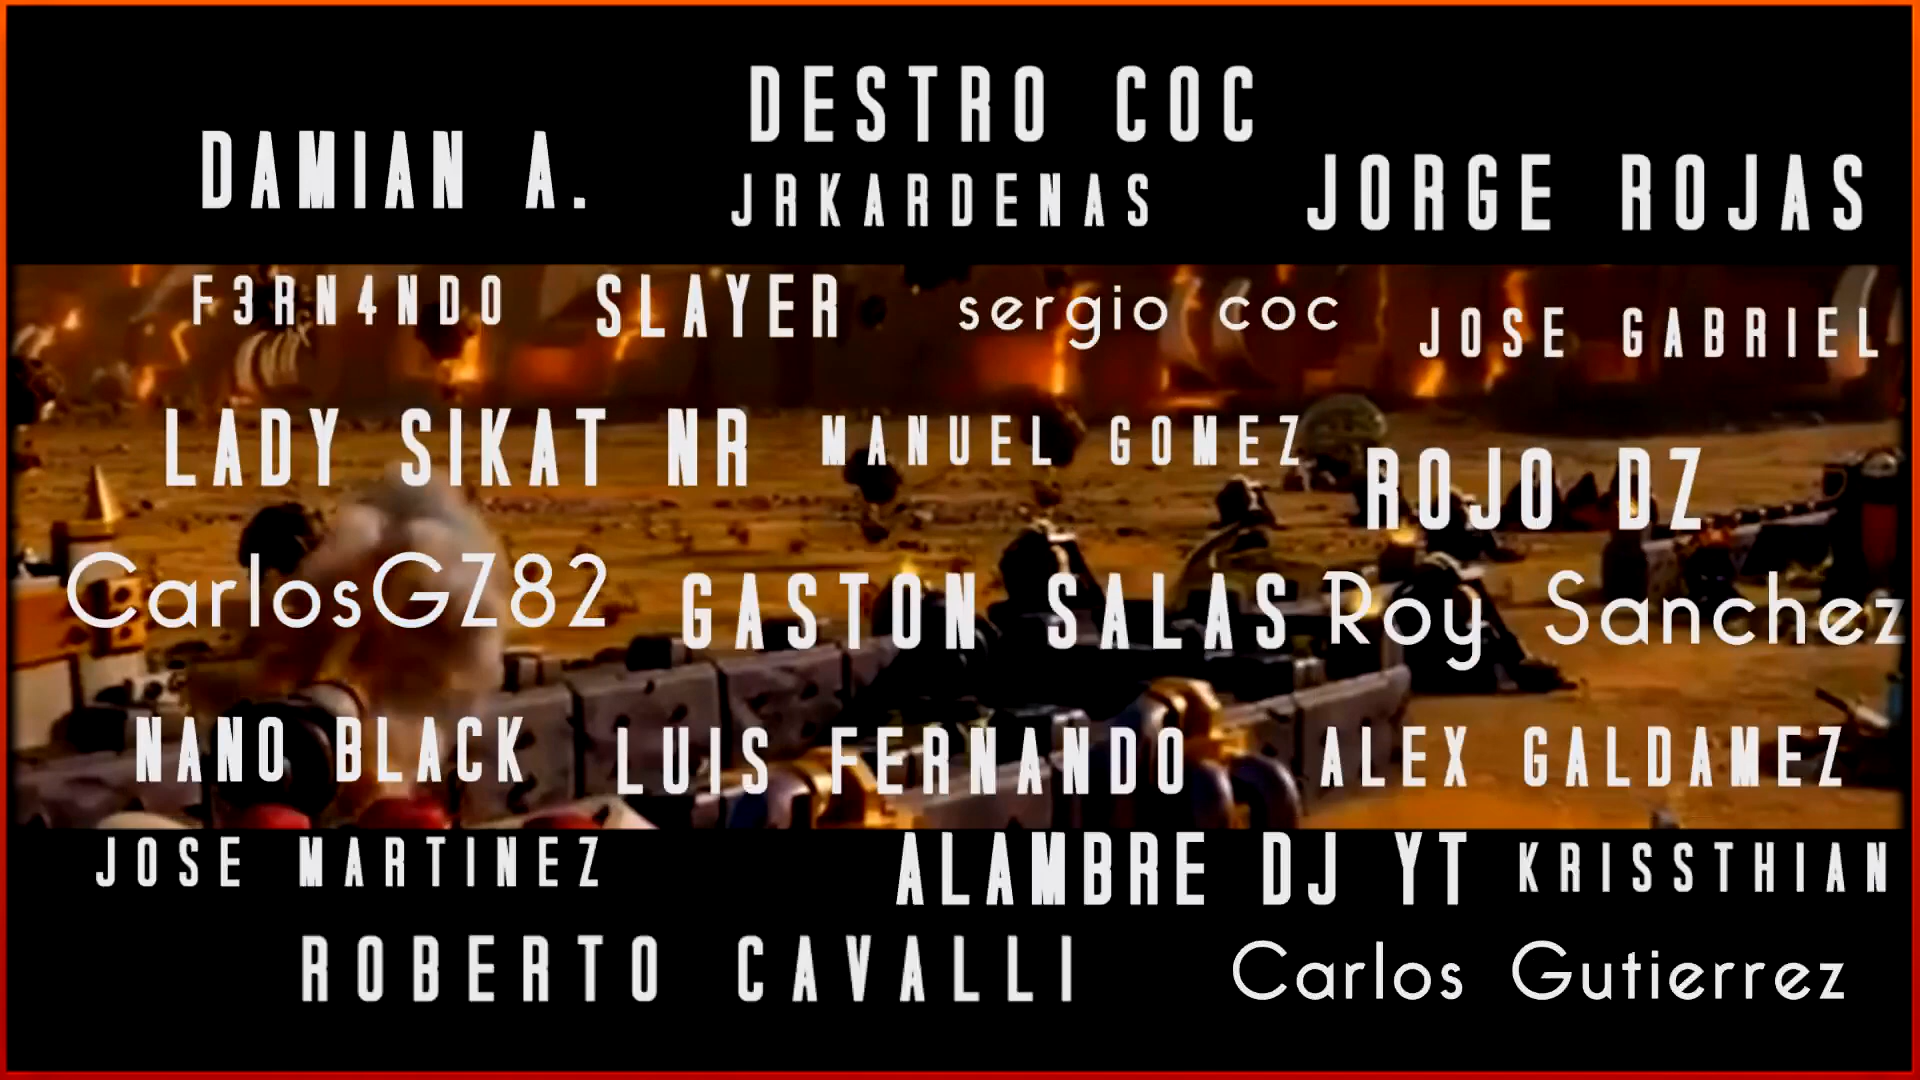 DESTRO COC
DAMIAN A.
JRKARDENAS
JORGE ROJAS
F3RN4NDO
SLAYER
sergio coc
JOSE GABRIEL
LADY SIKAT NR
MANUEL GOMEZ
ROJO DZ
CarlosGZ82
GASTON SALAS
Roy Sanchez
NANO BLACK
LUIS FERNANDO
ALEX GALDAMEZ
JOSE MARTINEZ
ALAMBRE DJ YT
KRISSTHIAN
ROBERTO CAVALLI
Carlos Gutierrez